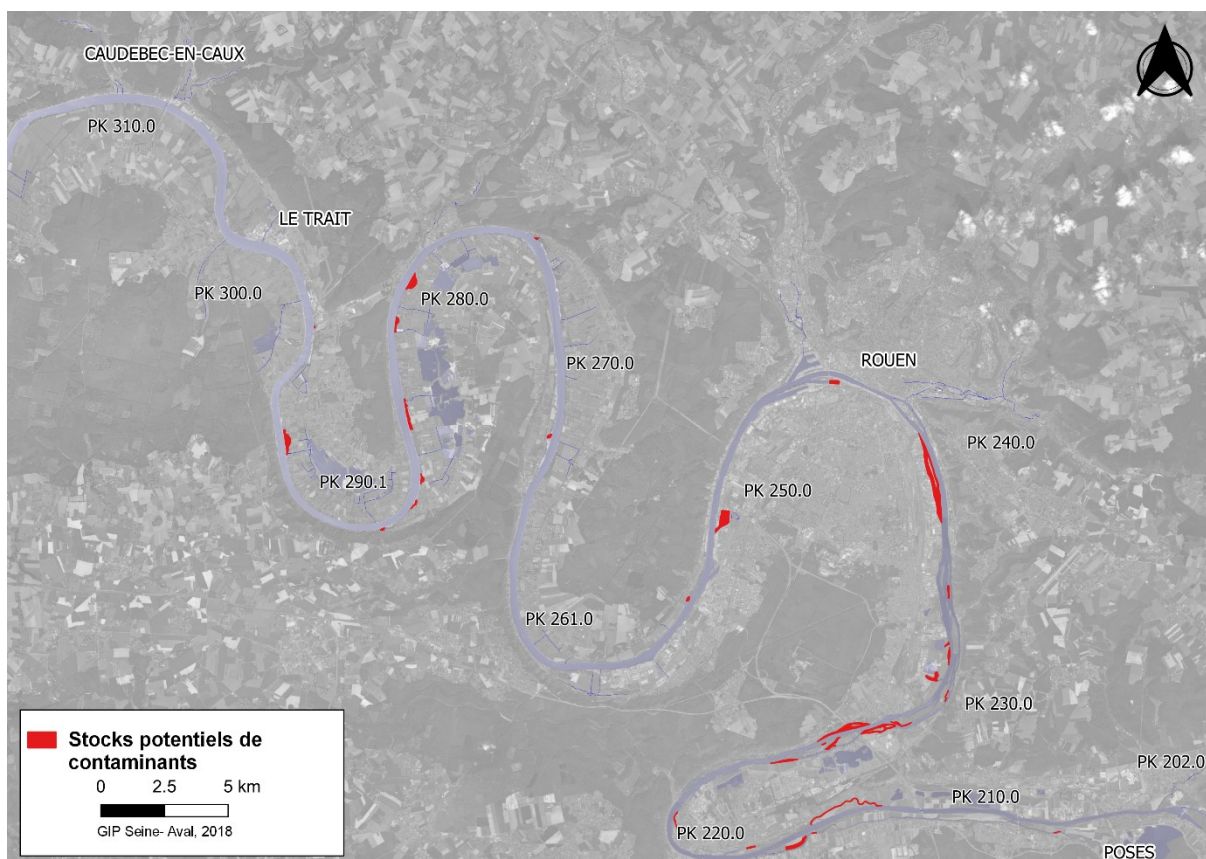 CAUDEBEC-EN-CAUX
PK 310.0
LE TRAIT
PK 300.0
PK 280.0
PK 270.0
ROUEN
PK 240.0
PK 290.1
PK 250.0
PK 261.0
PK 230.0
PK 202.0
PK 210.0
PK 220.0
POSES
Stocks potentiels de
contaminants
0 2.5 5 km
GIP Seine- Aval, 2018